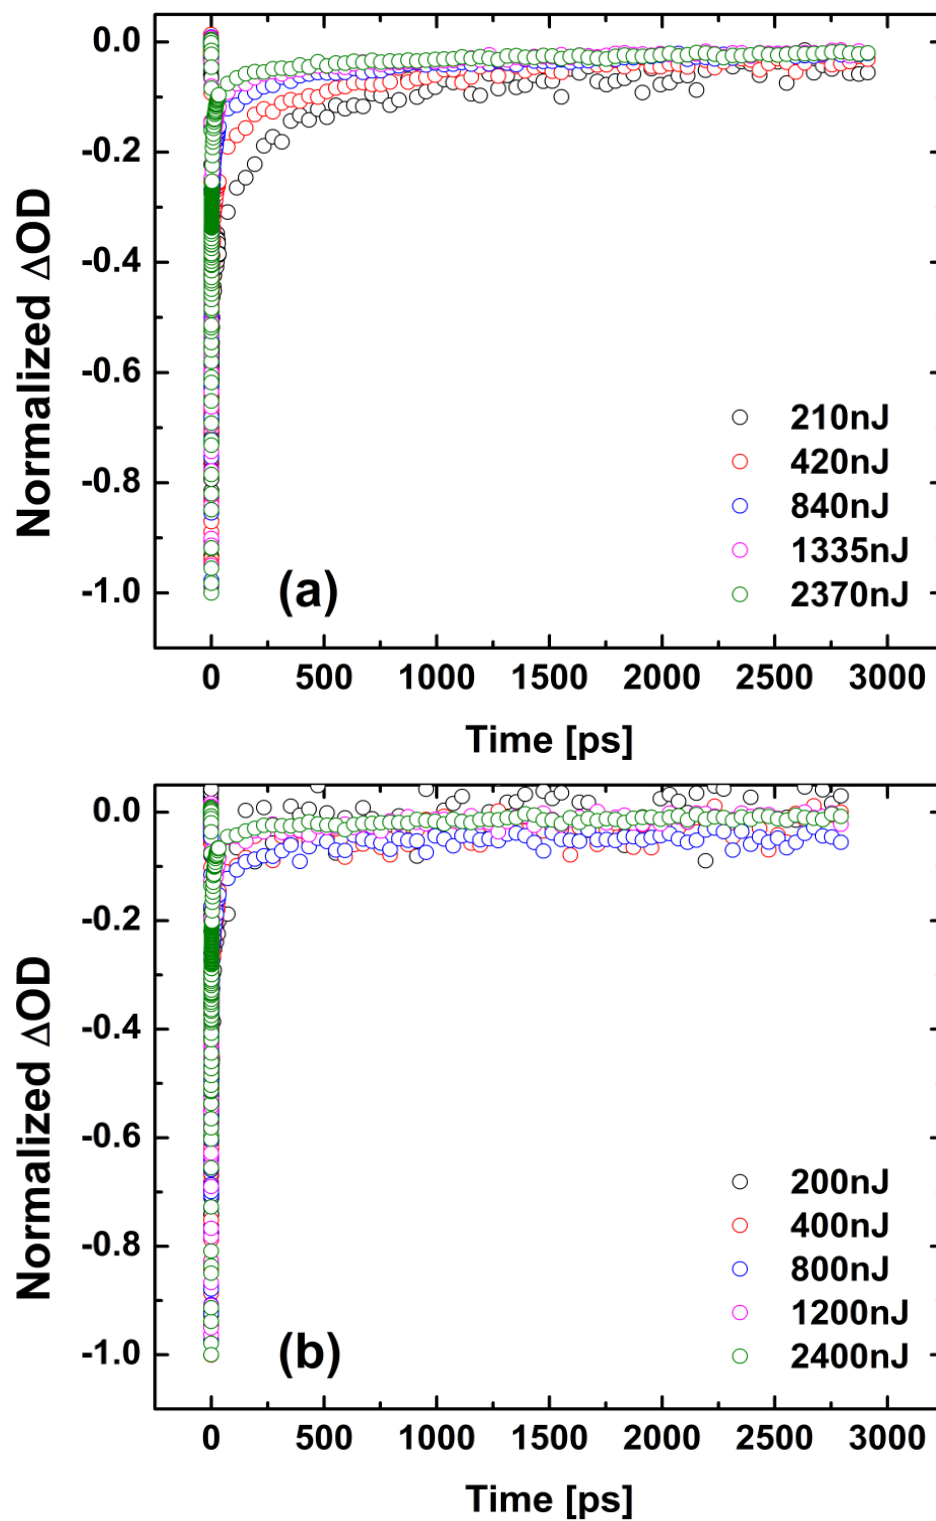 Normalized ΔOD
0.0
-0.2
-0.4
-0.6
-0.8
-1.0
210nJ
420nJ
840nJ
1335nJ
2370nJ
(a)
0 500 1000 1500 2000 2500 3000
Time [ps]
Normalized ΔOD
0.0
-0.2
-0.4
-0.6
-0.8
-1.0
200nJ
400nJ
800nJ
1200nJ
2400nJ
(b)
0 500 1000 1500 2000 2500 3000
Time [ps]